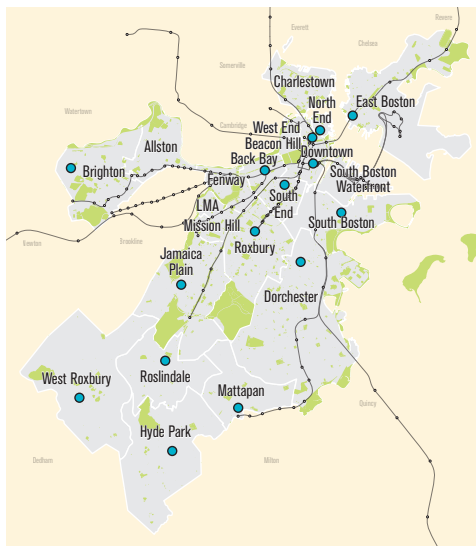 Revere
Everett
Chelsea
Somerville
Charlestown
North
End
East Boston
Watertown
Cambridge
West End
Beacon Hill
Downtown
Allston
Back Bay
Brighton
Fenway
South Boston
Waterfront
South
End
LMA
South Boston
Mission Hill
Roxbury
Brookline
Jamaica
Plain
Dorchester
West Roxbury
Roslindale
Mattapan
Quincy
Hyde Park
Dedham
Milton